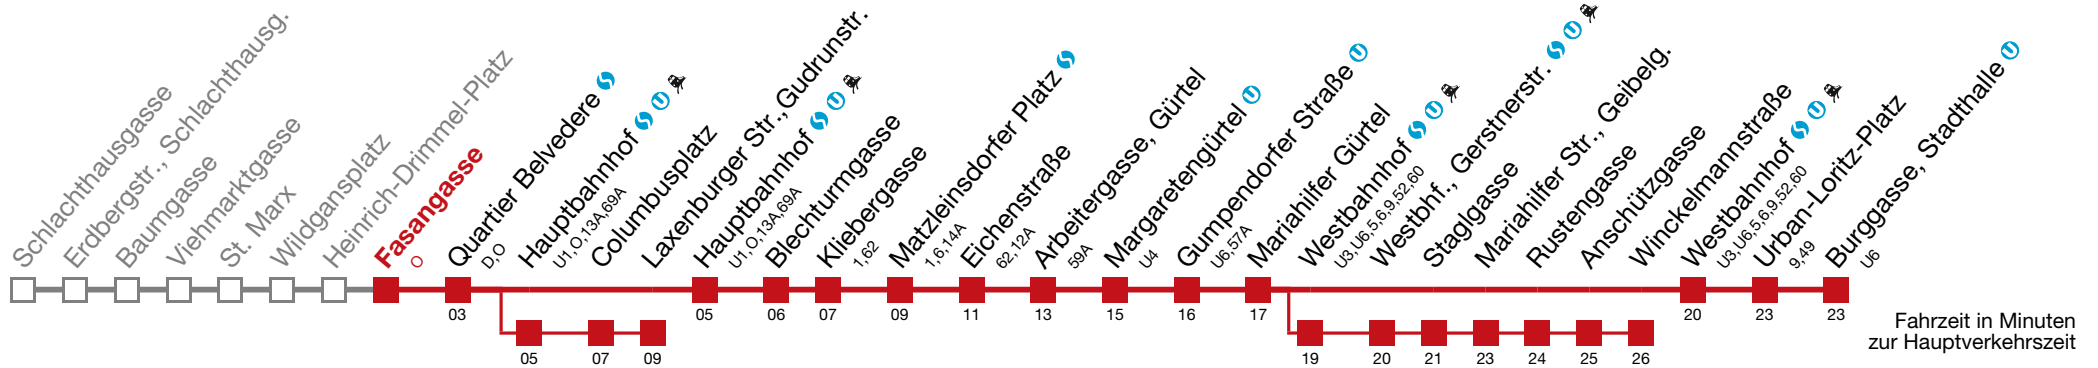 Schlachthausgasse
Erdbergstr., Schlachthausg.
Baumgasse
Viehmarktgasse
St. Marx
Wildgansplatz
Heinrich-Drimmel-Platz
Fasangasse
O
Quartier Belvedere
D,O
Hauptbahnhof
U1,O,13A,69A
Columbusplatz
Laxenburger Str., Gudrunstr.
Hauptbahnhof
U1,O,13A,69A
Blechturmgasse
Kliebergasse
1,62
Matzleinsdorfer Platz
1,6,14A
Eichenstraße
62,12A
Arbeitergasse, Gürtel
59A
Margaretengürtel
U4
Gumpendorfer Straße
U6,57A
Mariahilfer Gürtel
Westbahnhof
U3,U6,5,6,9,52,60
Westbhf., Gerstnerstr.
Staglgasse
Mariahilfer Str., Geibelg.
Rustengasse
Anschützgasse
Winckelmannstraße
Westbahnhof
U3,U6,5,6,9,52,60
Urban-Loritz-Platz
9,49
Burggasse, Stadthalle
U6
03 05 06 07 09 11 13 15 16 17 20 23 23
05 07 09 19 20 21 23 24 25 26
Fahrzeit in Minuten
zur Hauptverkehrszeit